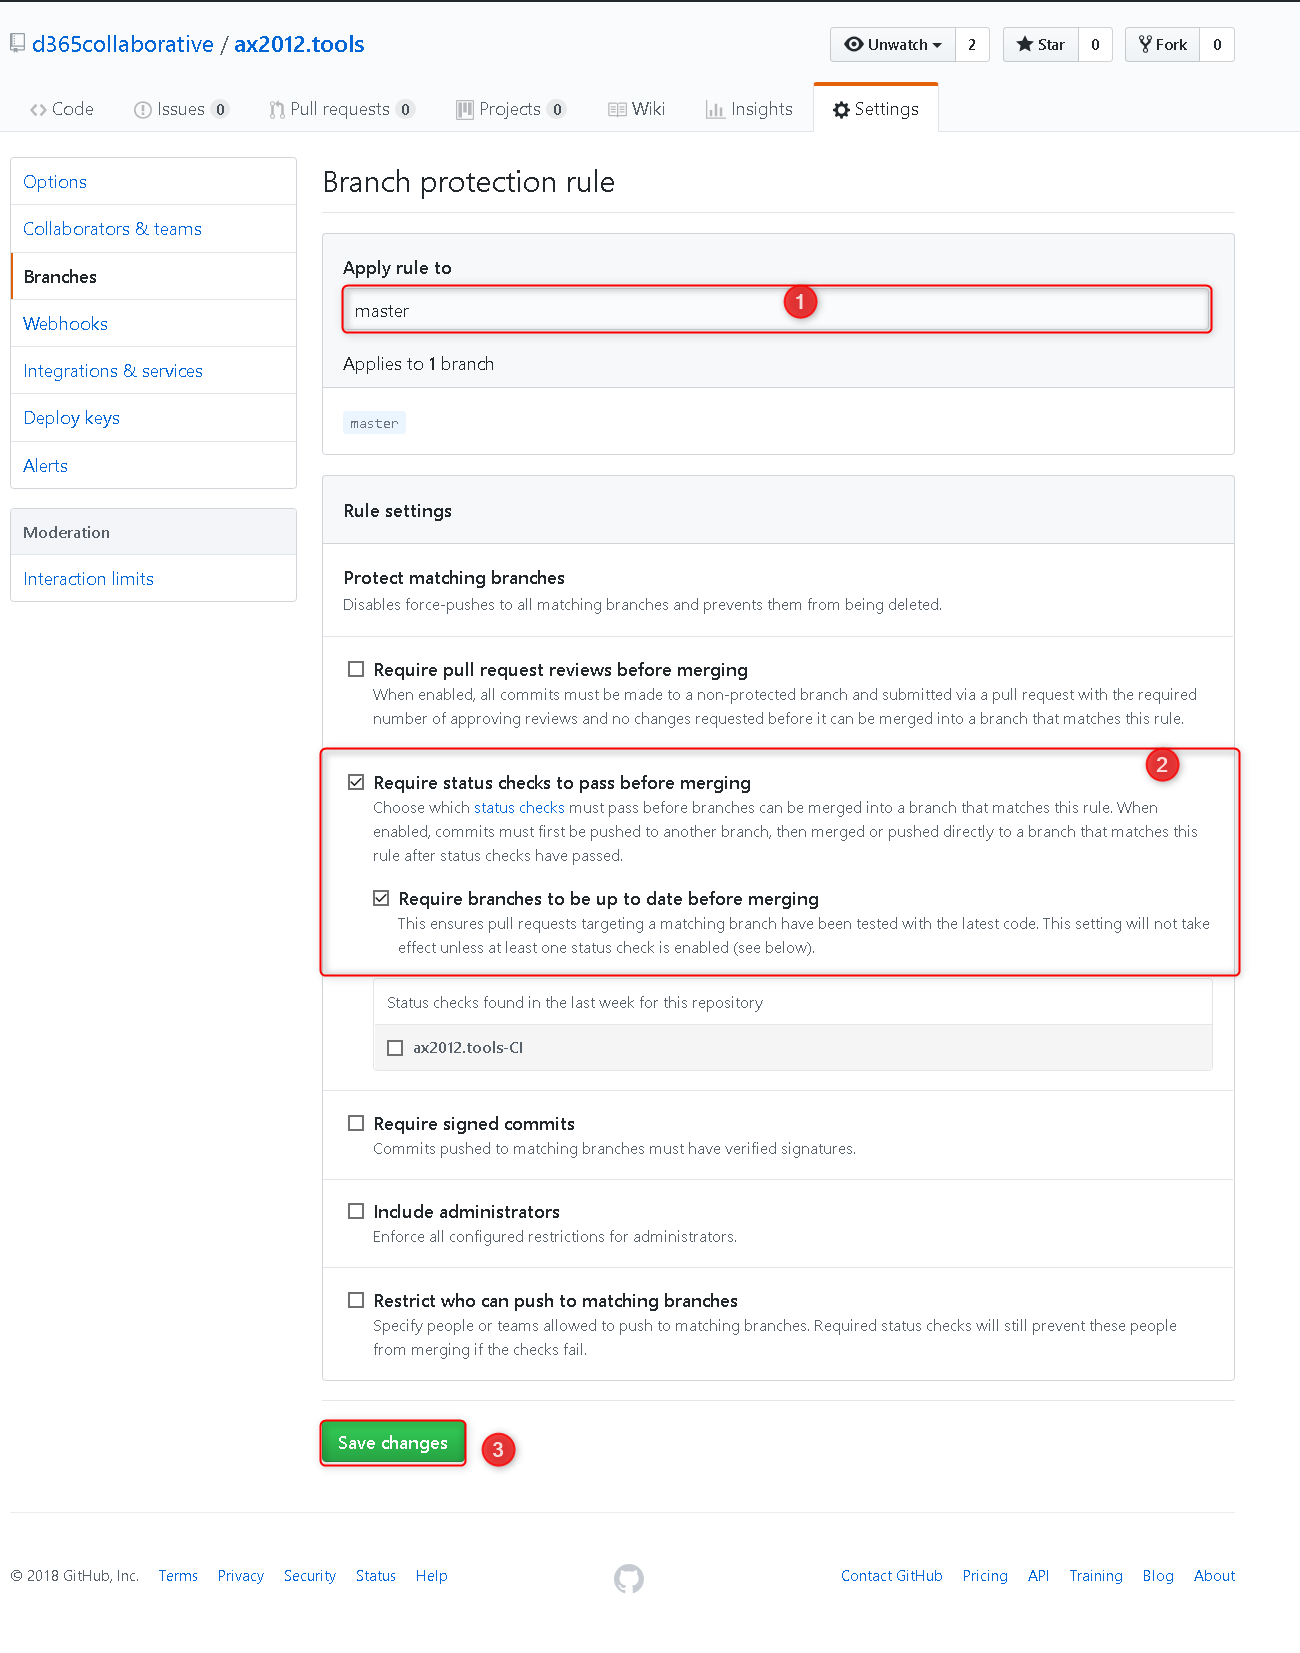 d365collaborative / ax2012.tools
Unwatch 2 Star 0 Fork 0
Code Issues 0 Pull requests 0 Projects 0 Wiki Insights Settings
Options
Collaborators & teams
Branches
Webhooks
Integrations & services
Deploy keys
Alerts
Moderation
Interaction limits
Branch protection rule
Apply rule to
master
1
Applies to 1 branch
master
Rule settings
Protect matching branches
Disables force-pushes to all matching branches and prevents them from being deleted.
Require pull request reviews before merging
When enabled, all commits must be made to a non-protected branch and submitted via a pull request with the required
number of approving reviews and no changes requested before it can be merged into a branch that matches this rule.
2
Require status checks to pass before merging
Choose which status checks must pass before branches can be merged into a branch that matches this rule. When
enabled, commits must first be pushed to another branch, then merged or pushed directly to a branch that matches this
rule after status checks have passed.
Require branches to be up to date before merging
This ensures pull requests targeting a matching branch have been tested with the latest code. This setting will not take
effect unless at least one status check is enabled (see below).
Status checks found in the last week for this repository
ax2012.tools-CI
Require signed commits
Commits pushed to matching branches must have verified signatures.
Include administrators
Enforce all configured restrictions for administrators.
Restrict who can push to matching branches
Specify people or teams allowed to push to matching branches. Required status checks will still prevent these people
from merging if the checks fail.
Save changes
3
© 2018 GitHub, Inc. Terms Privacy Security Status Help
Contact GitHub Pricing API Training Blog About